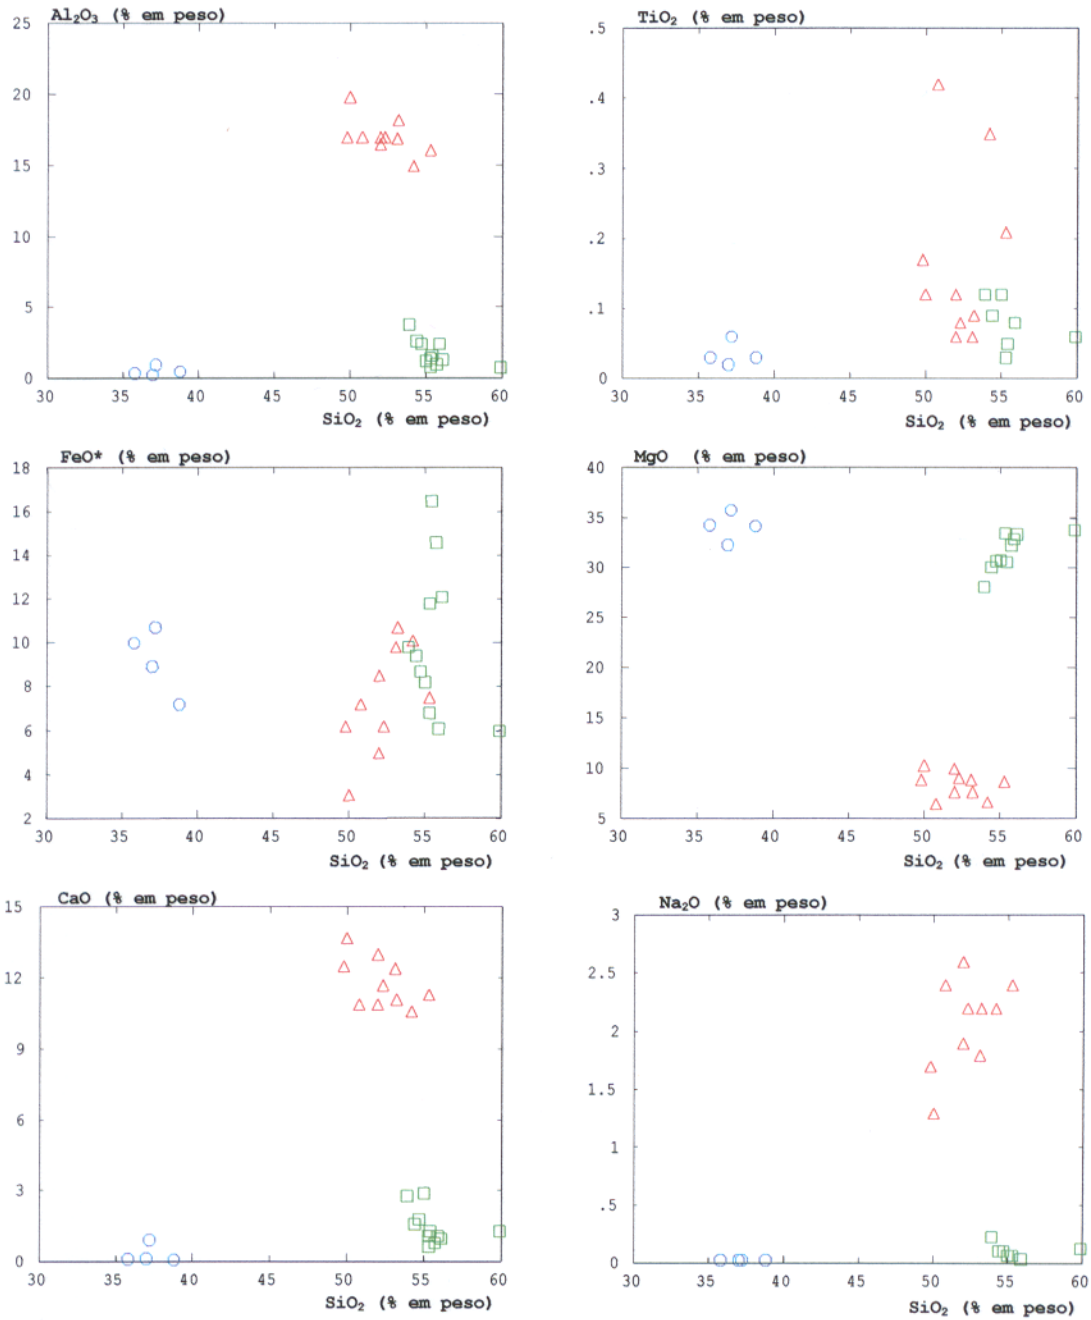 Al₂O₃ (% em peso)
25
20
15
10
5
0
30 35 40 45 50 55 60
SiO₂ (% em peso)
TiO₂ (% em peso)
.5
.4
.3
.2
.1
0
30 35 40 45 50 55 60
SiO₂ (% em peso)
FeO* (% em peso)
18
16
14
12
10
8
6
4
2
30 35 40 45 50 55 60
SiO₂ (% em peso)
MgO (% em peso)
40
35
30
25
20
15
10
5
30 35 40 45 50 55 60
SiO₂ (% em peso)
CaO (% em peso)
15
12
9
6
3
0
30 35 40 45 50 55 60
SiO₂ (% em peso)
Na₂O (% em peso)
3
2.5
2
1.5
1
.5
0
30 35 40 45 50 55 60
SiO₂ (% em peso)